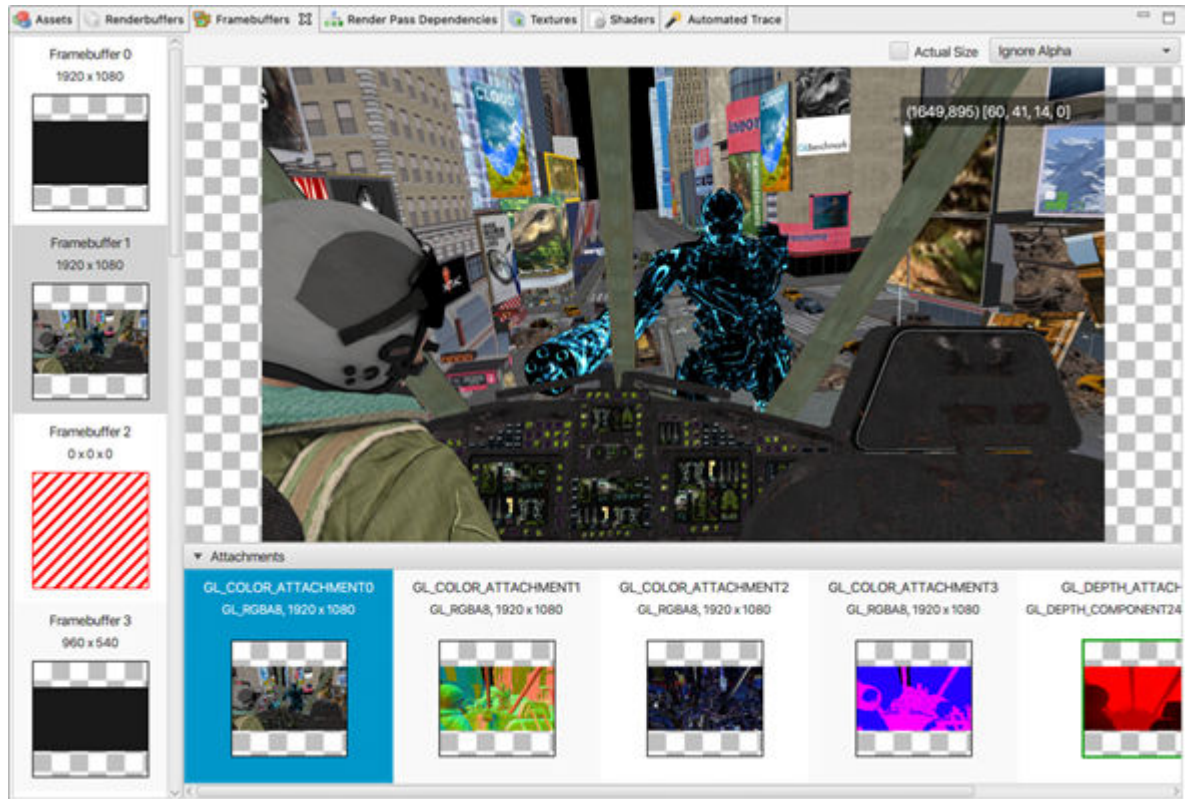 Assets Renderbuffers Framebuffers Render Pass Dependencies Textures Shaders Automated Trace
Actual Size Ignore Alpha
Framebuffer 0
1920 x 1080
Framebuffer 1
1920 x 1080
Framebuffer 2
0 x 0 x 0
Framebuffer 3
960 x 540
CLOUD
(1649,895) [60, 41, 14, 0]
Attachments
GL_COLOR_ATTACHMENT0
GL_RGBA8, 1920 x 1080
GL_COLOR_ATTACHMENT1
GL_RGBA8, 1920 x 1080
GL_COLOR_ATTACHMENT2
GL_RGBA8, 1920 x 1080
GL_COLOR_ATTACHMENT3
GL_RGBA8, 1920 x 1080
GL_DEPTH_ATTACH
GL_DEPTH_COMPONENT24